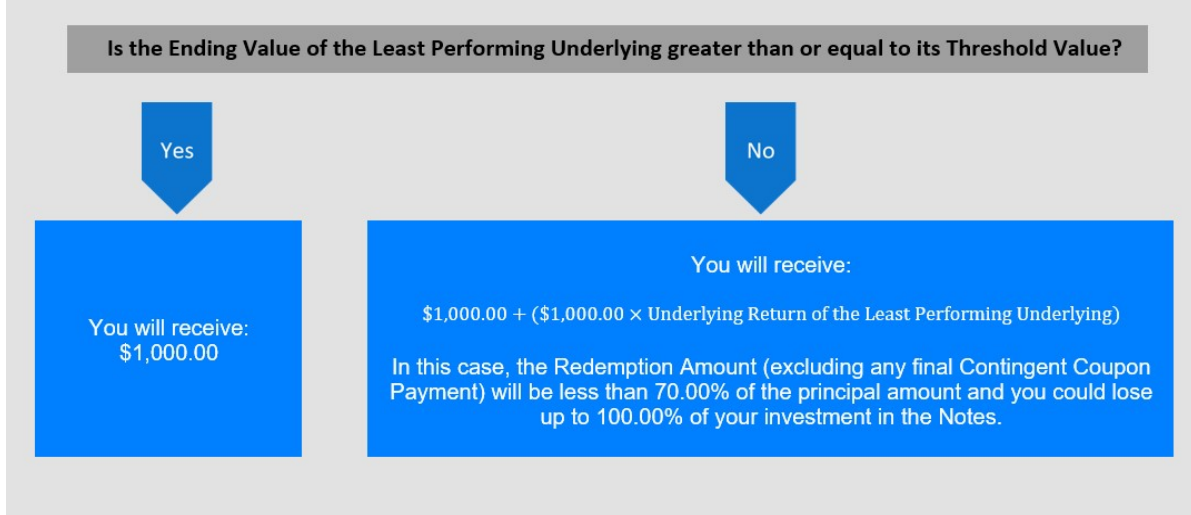 Is the Ending Value of the Least Performing Underlying greater than or equal to its Threshold Value?
Yes
No
You will receive:
$1,000.00
You will receive:
$1,000.00 + ($1,000.00 × Underlying Return of the Least Performing Underlying)
In this case, the Redemption Amount (excluding any final Contingent Coupon
Payment) will be less than 70.00% of the principal amount and you could lose
up to 100.00% of your investment in the Notes.